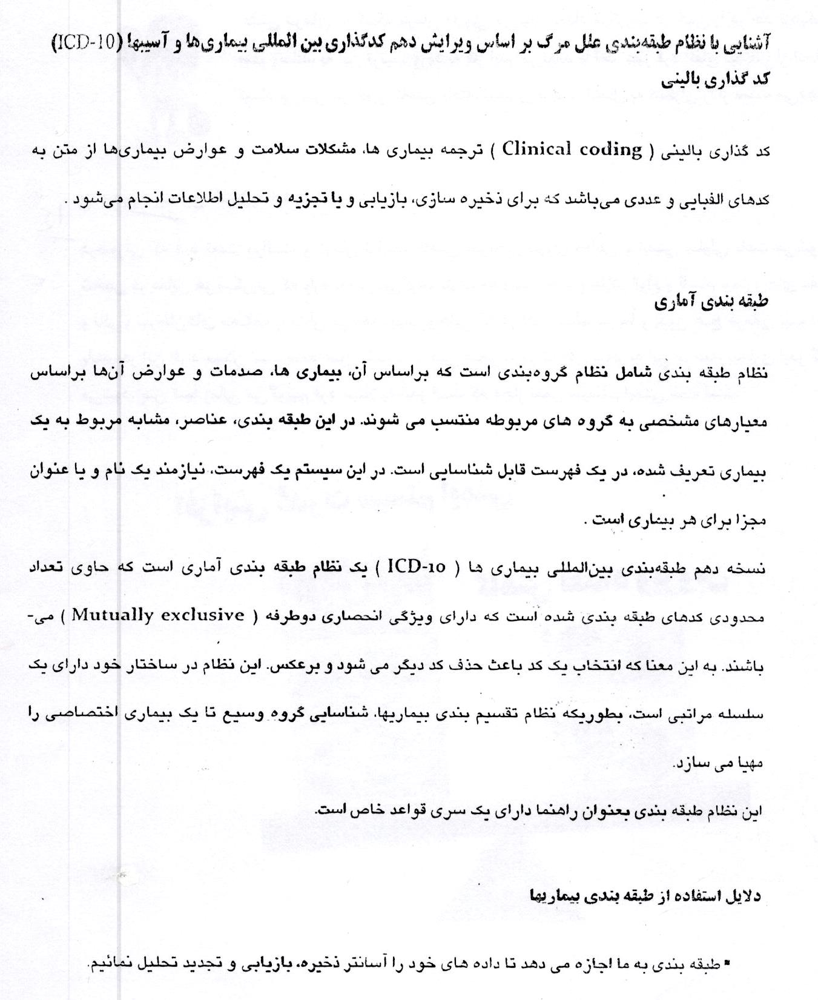 آشنایی با نظام طبقه‌بندی علل مرگ بر اساس ویرایش دهم کدگذاری بین المللی بیماری‌ها و آسیبها (ICD-10)
کد گذاری بالینی
کد گذاری بالینی ( Clinical coding ) ترجمه بیماری ها، مشکلات سلامت و عوارض بیماری‌ها از متن به
کدهای الفبایی و عددی می‌باشد که برای ذخیره سازی، بازیابی و یا تجزیه و تحلیل اطلاعات انجام می‌شود .
طبقه بندی آماری
نظام طبقه بندی شامل نظام گروه‌بندی است که براساس آن، بیماری ها، صدمات و عوارض آن‌ها براساس
معیارهای مشخصی به گروه های مربوطه منتسب می شوند. در این طبقه بندی، عناصر، مشابه مربوط به یک
بیماری تعریف شده، در یک فهرست قابل شناسایی است. در این سیستم یک فهرست، نیازمند یک نام و یا عنوان
مجزا برای هر بیماری است .
نسخه دهم طبقه‌بندی بین‌المللی بیماری ها ( ICD-10 ) یک نظام طبقه بندی آماری است که حاوی تعداد
محدودی کدهای طبقه بندی شده است که دارای ویژگی انحصاری دوطرفه ( Mutually exclusive ) می-
باشند. به این معنا که انتخاب یک کد باعث حذف کد دیگر می شود و برعکس. این نظام در ساختار خود دارای یک
سلسله مراتبی است، بطوریکه نظام تقسیم بندی بیماریها، شناسایی گروه وسیع تا یک بیماری اختصاصی را
مهیا می سازد.
این نظام طبقه بندی بعنوان راهنما دارای یک سری قواعد خاص است.
دلایل استفاده از طبقه بندی بیماریها
▪ طبقه بندی به ما اجازه می دهد تا داده های خود را آسانتر ذخیره، بازیابی و تجدید تحلیل نمائیم.